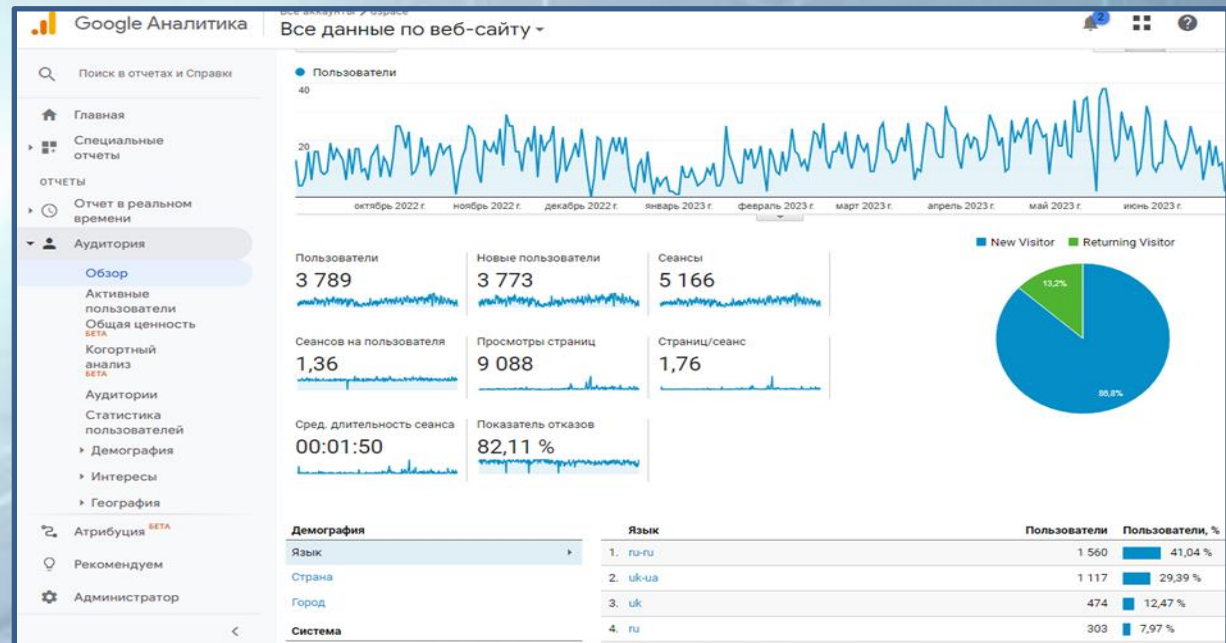 Google Аналитика
Все аккаунты > dspace
Все данные по веб-сайту
2
Поиск в отчетах и Справке
Главная
Специальные
отчеты
ОТЧЕТЫ
Отчет в реальном
времени
Аудитория
Обзор
Активные
пользователи
Общая ценность
БЕТА
Когортный
анализ
БЕТА
Аудитории
Статистика
пользователей
Демография
Интересы
География
Атрибуция БЕТА
Рекомендуем
Администратор
Пользователи
40
20
октябрь 2022 г. ноябрь 2022 г. декабрь 2022 г. январь 2023 г. февраль 2023 г. март 2023 г. апрель 2023 г. май 2023 г. июнь 2023 г.
New Visitor Returning Visitor
Пользователи
3 789
Новые пользователи
3 773
Сеансы
5 166
Сеансов на пользователя
1,36
Просмотры страниц
9 088
Страниц/сеанс
1,76
Сред. длительность сеанса
00:01:50
Показатель отказов
82,11 %
13,2%
86,8%
Демография
Язык
Страна
Город
Система
Язык Пользователи Пользователи, %
1. ru-ru 1 560 41,04 %
2. uk-ua 1 117 29,39 %
3. uk 474 12,47 %
4. ru 303 7,97 %